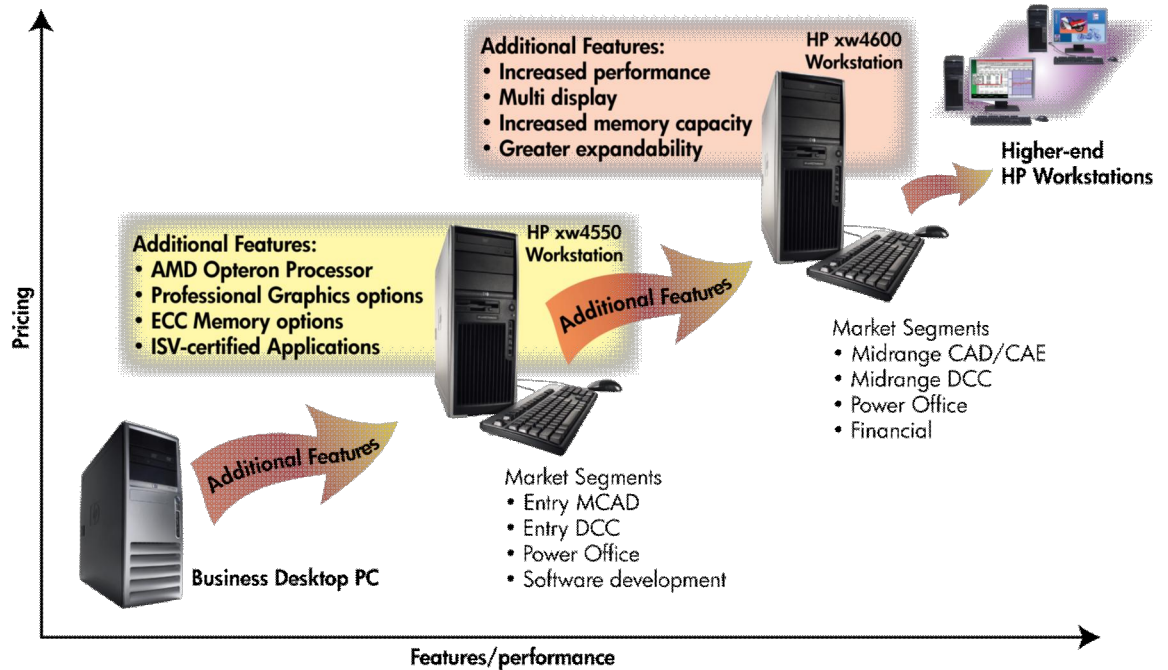 Pricing
Additional Features:
• Increased performance
• Multi display
• Increased memory capacity
• Greater expandability
HP xw4600
Workstation
Higher-end
HP Workstations
Additional Features:
• AMD Opteron Processor
• Professional Graphics options
• ECC Memory options
• ISV-certified Applications
HP xw4550
Workstation
Additional Features
Market Segments
• Midrange CAD/CAE
• Midrange DCC
• Power Office
• Financial
Additional Features
Business Desktop PC
Market Segments
• Entry MCAD
• Entry DCC
• Power Office
• Software development
Features/performance